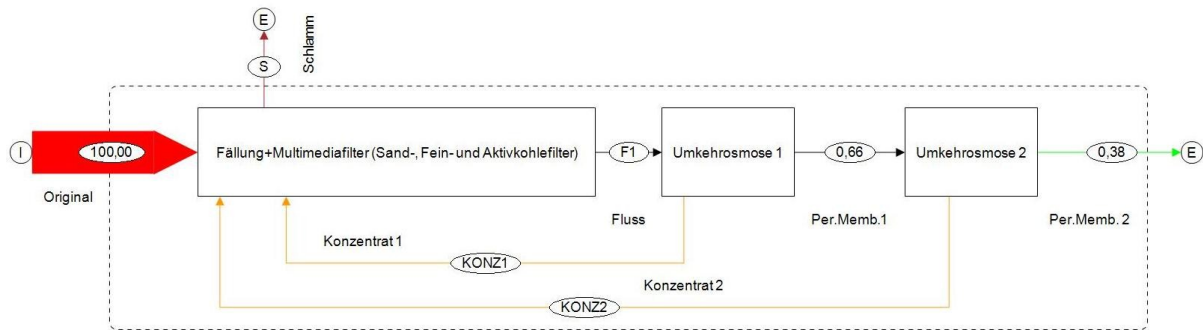 E
Schlamm
S
I
100,00
Original
Fällung+Multimediafilter (Sand-, Fein- und Aktivkohlefilter)
F1
Fluss
Umkehrosmose 1
0,66
Per.Memb.1
Umkehrosmose 2
0,38
E
Per.Memb. 2
Konzentrat 1
KONZ1
Konzentrat 2
KONZ2